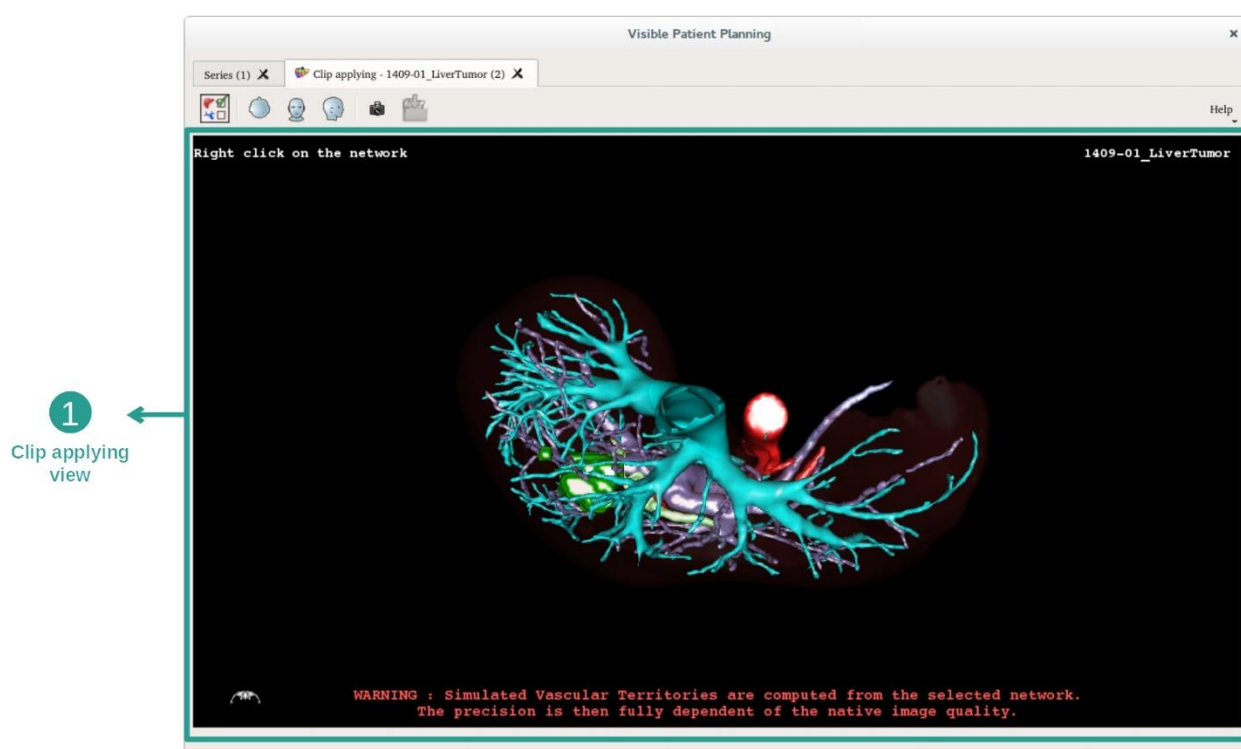 Visible Patient Planning
Series (1)
Clip applying - 1409-01_LiverTumor (2)
Help
Right click on the network
1409-01_LiverTumor
1
Clip applying
view
WARNING : Simulated Vascular Territories are computed from the selected network.
The precision is then fully dependent of the native image quality.